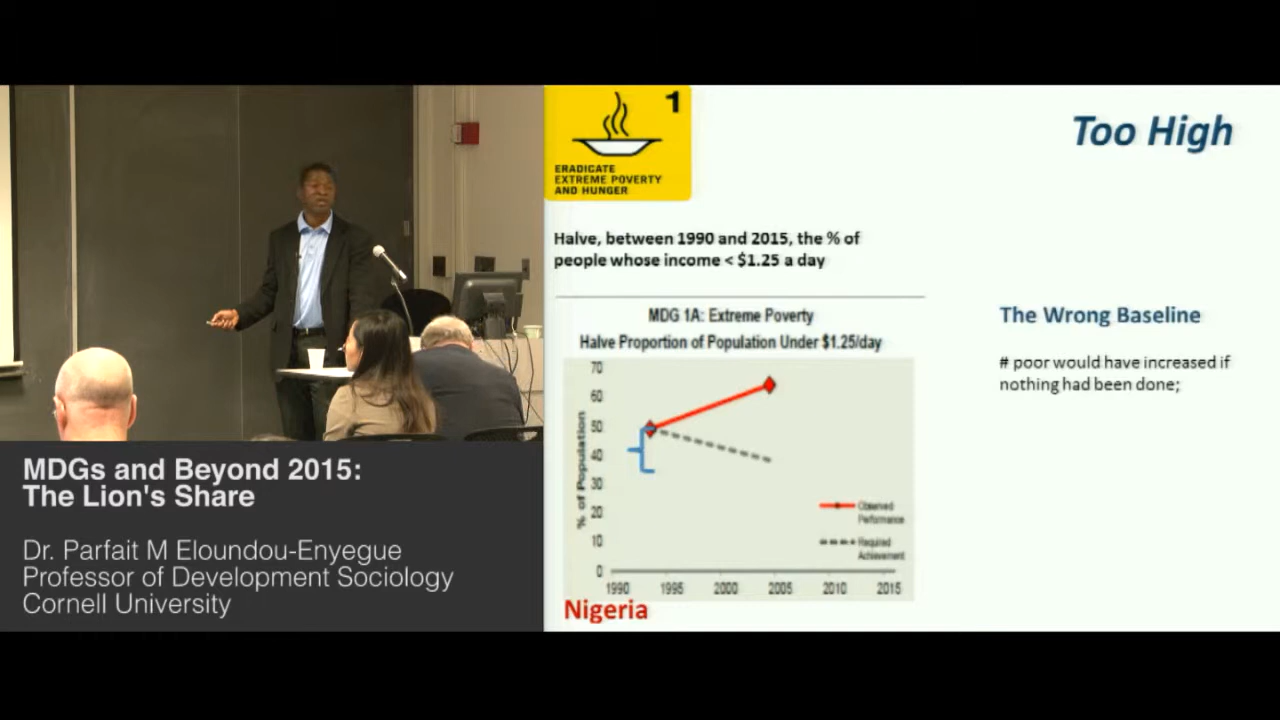 1
ERADICATE
EXTREME POVERTY
AND HUNGER
Too High
Halve, between 1990 and 2015, the % of
people whose income < $1.25 a day
MDG 1A: Extreme Poverty
Halve Proportion of Population Under $1.25/day
70
60
50
40
30
20
10
0
% of Population
Observed
Performance
Required
Achievement
1990 1995 2000 2005 2010 2015
Nigeria
The Wrong Baseline
# poor would have increased if
nothing had been done;
MDGs and Beyond 2015:
The Lion's Share
Dr. Parfait M Eloundou-Enyegue
Professor of Development Sociology
Cornell University